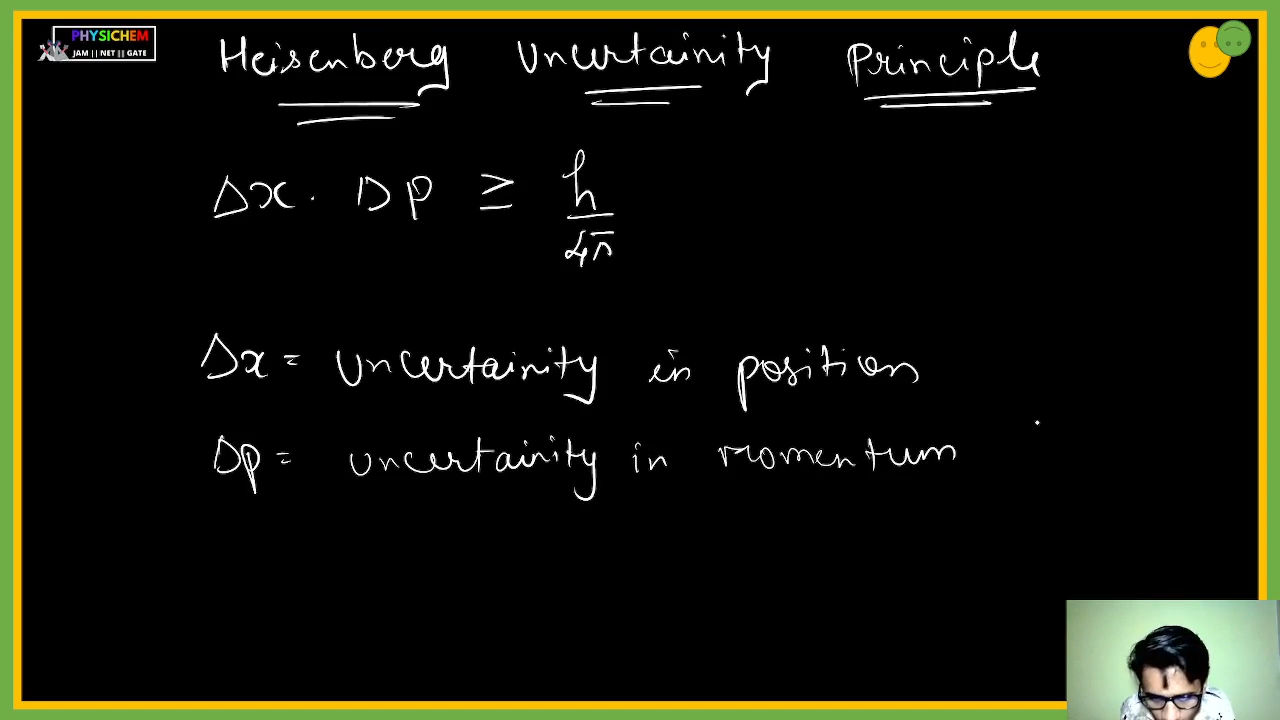 PHYSICHEM
JAM || NET || GATE
Heisenberg Uncertainity Principle
Δx . Δp ≥ h/4π
Δx = uncertainity in position
Δp = uncertainity in momentum